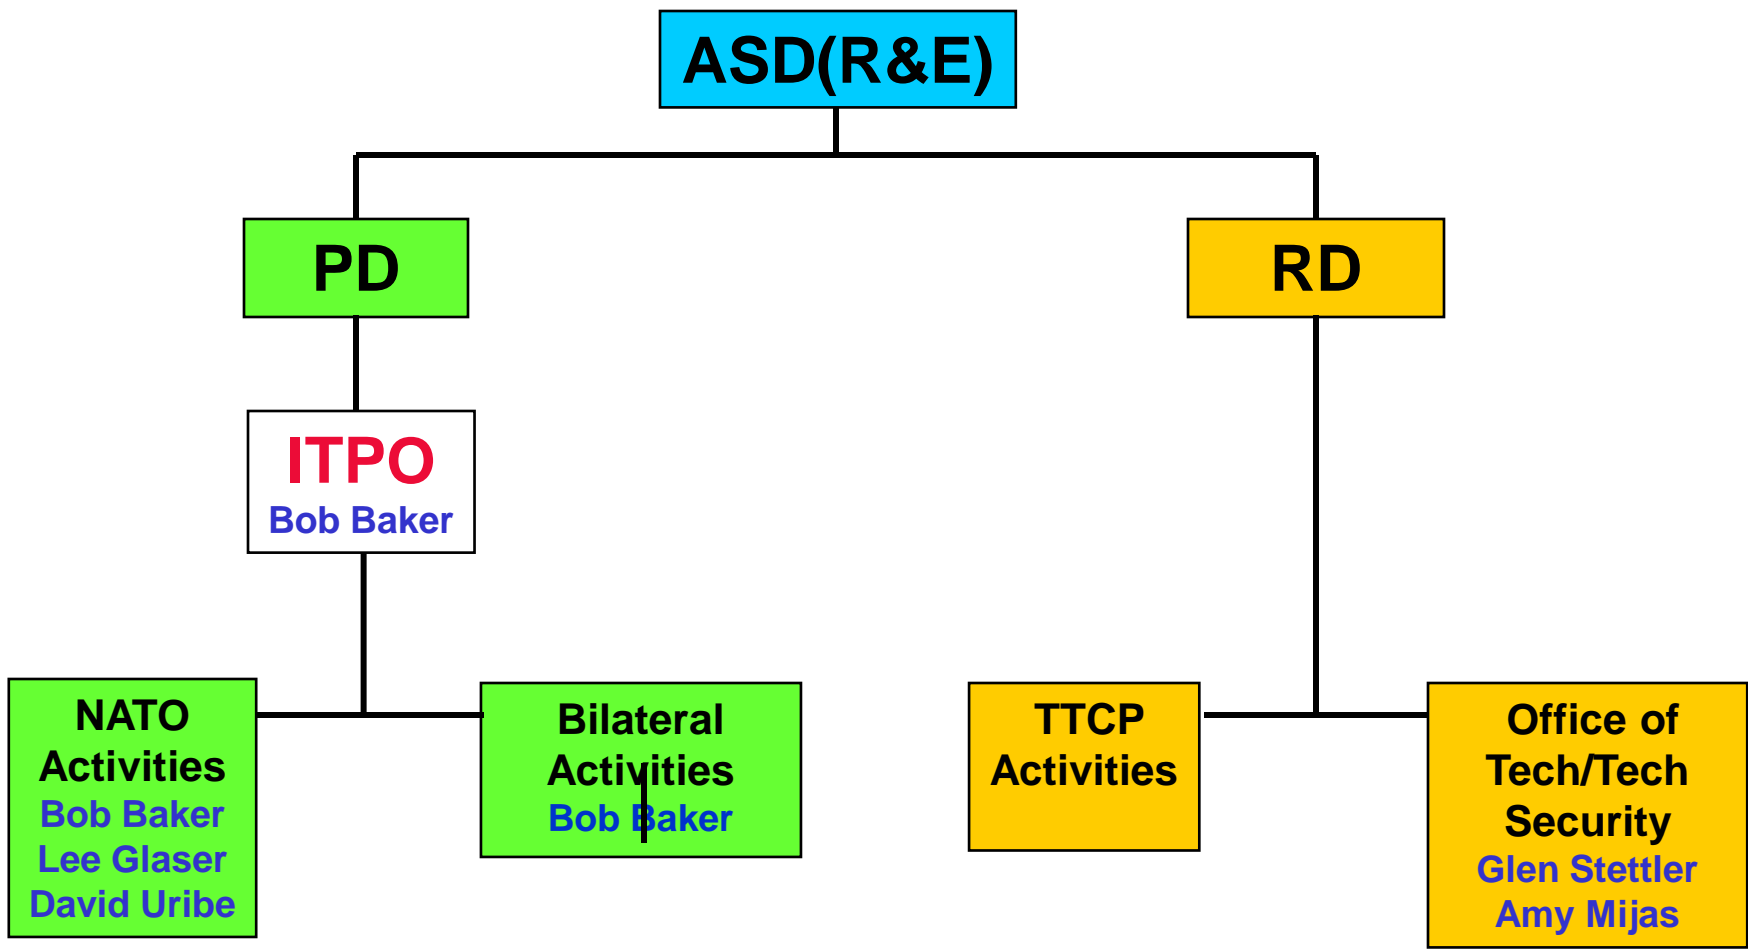 ASD(R&E)
PD
RD
ITPO
Bob Baker
NATO
Activities
Bob Baker
Lee Glaser
David Uribe
Bilateral
Activities
Bob Baker
TTCP
Activities
Office of
Tech/Tech
Security
Glen Stettler
Amy Mijas